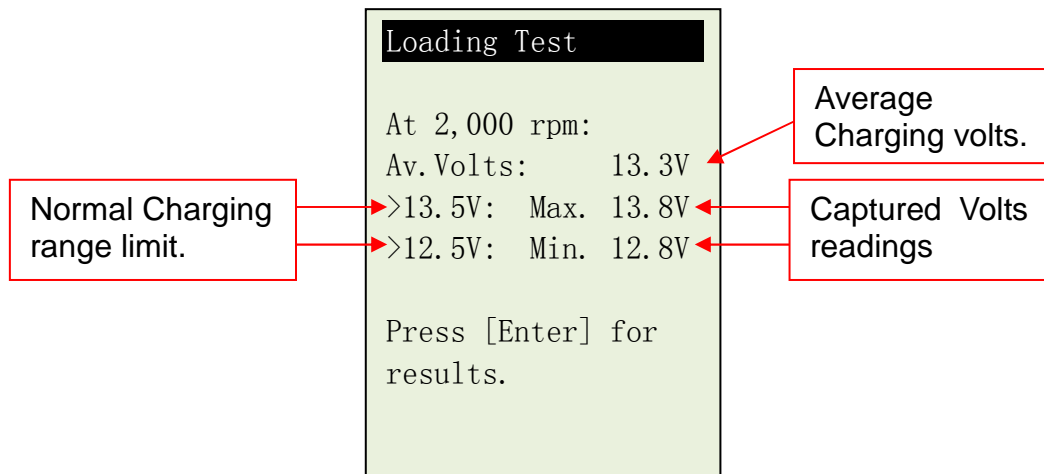 Loading Test
At 2,000 rpm:
Av.Volts: 13.3V
>13.5V: Max. 13.8V
>12.5V: Min. 12.8V
Press [Enter] for
results.
Normal Charging
range limit.
Average
Charging volts.
Captured Volts
readings